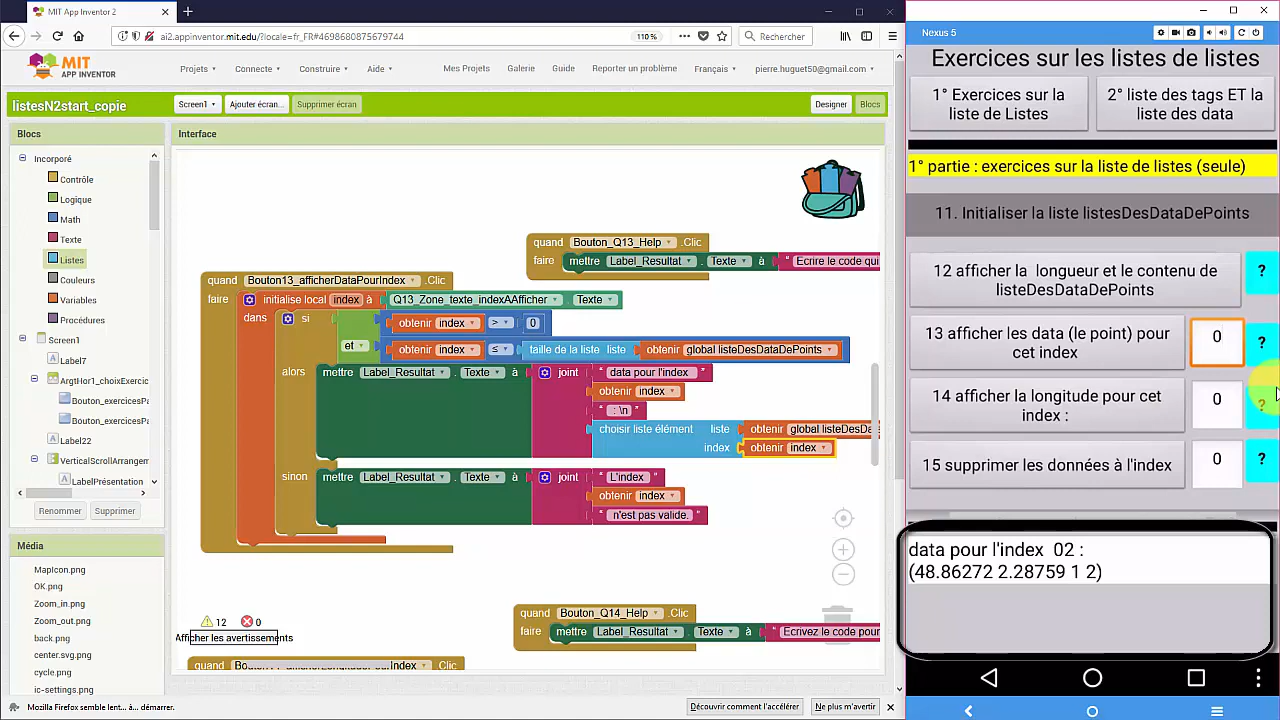 MIT App Inventor 2
ai2.appinventor.mit.edu/?locale=fr_FR#4698680875679744
110 %
Rechercher
MIT
APP INVENTOR
Projets
Connecte
Construire
Aide
Mes Projets
Galerie
Guide
Reporter un problème
Français
pierre.huguet50@gmail.com
listesN2start_copie
Screen1
Ajouter écran...
Supprime écran
Designer
Blocs
Blocs
Interface
Incorporé
Contrôle
Logique
Math
Texte
Listes
Couleurs
Variables
Procédures
Screen1
Label7
ArgtHor1_choixExercic
Bouton_exercicesPa
Bouton_exercicesPa
Label22
VerticalScrollArrangem
LabelPrésentation
Renommer
Supprimer
Média
MapIcon.png
OK.png
Zoom_in.png
Zoom_out.png
back.png
center.svg.png
cycle.png
ic-settings.png
quand Bouton_Q13_Help .Clic
faire mettre Label_Resultat . Texte à " Ecrire le code qui
quand Bouton13_afficherDataPourIndex .Clic
faire initialise local index à Q13_Zone_texte_indexAAfficher . Texte
dans si obtenir index > 0
et obtenir index ≤ taille de la liste liste obtenir global listeDesDataDePoints
alors mettre Label_Resultat . Texte à joint " data pour l'index "
obtenir index
" : \n "
choisir liste élément liste obtenir global listeDesDa
index obtenir index
sinon mettre Label_Resultat . Texte à joint " L'index "
obtenir index
" n'est pas valide. "
quand Bouton_Q14_Help .Clic
faire mettre Label_Resultat . Texte à " Ecrivez le code pour
12 0
Afficher les avertissements
Mozilla Firefox semble lent… à… démarrer.
Découvrir comment l'accélérer
Ne plus m'avertir
Nexus 5
Exercices sur les listes de listes
1° Exercices sur la
liste de Listes
2° liste des tags ET la
liste des data
1° partie : exercices sur la liste de listes (seule)
11. Initialiser la liste listesDesDataDePoints
12 afficher la longueur et le contenu de
listeDesDataDePoints
?
13 afficher les data (le point) pour
cet index
0
?
14 afficher la longitude pour cet
index :
0
?
15 supprimer les données à l'index
0
?
data pour l'index 02 :
(48.86272 2.28759 1 2)